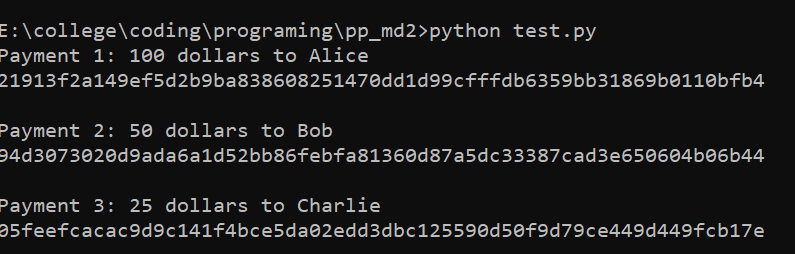 E:\college\coding\programing\pp_md2>python test.py
Payment 1: 100 dollars to Alice
21913f2a149ef5d2b9ba838608251470dd1d99cfffdb6359bb31869b0110bfb4
Payment 2: 50 dollars to Bob
94d3073020d9ada6a1d52bb86febfa81360d87a5dc33387cad3e650604b06b44
Payment 3: 25 dollars to Charlie
05feefcacac9d9c141f4bce5da02edd3dbc125590d50f9d79ce449d449fcb17e